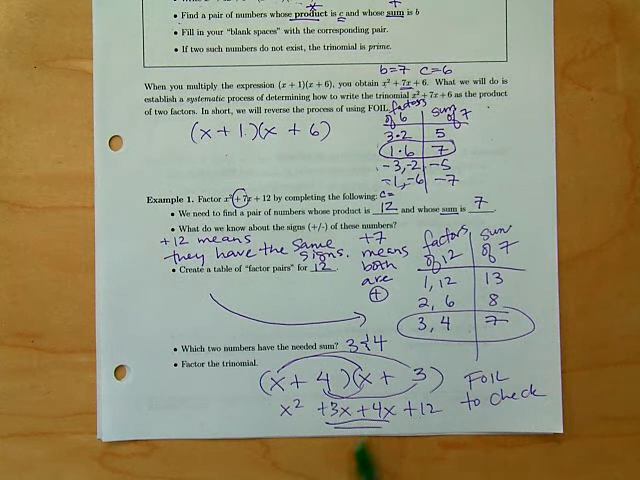 • Find a pair of numbers whose product is c and whose sum is b
• Fill in your "blank spaces" with the corresponding pair.
• If two such numbers do not exist, the trinomial is prime.
b=7 c=6
When you multiply the expression (x + 1)(x + 6), you obtain x² + 7x + 6. What we will do is
establish a systematic process of determining how to write the trinomial x² + 7x + 6 as the product
of two factors. In short, we will reverse the process of using FOIL.
(x + 1)(x + 6)
factors of 6 sum of 7
3·2 5
1·6 7
-3,-2 -5
-1,-6 -7
Example 1. Factor x² + 7x + 12 by completing the following:
c=
• We need to find a pair of numbers whose product is 12 and whose sum is 7.
• What do we know about the signs (+/-) of these numbers?
+12 means
they have the same
signs.
+7
means
both
are
+
factors of 12 sum of 7
1, 12 13
2, 6 8
3, 4 7
• Create a table of "factor pairs" for 12.
• Which two numbers have the needed sum? 3 & 4
• Factor the trinomial.
(x + 4)(x + 3)
x² +3x+4x +12
FOIL
to check